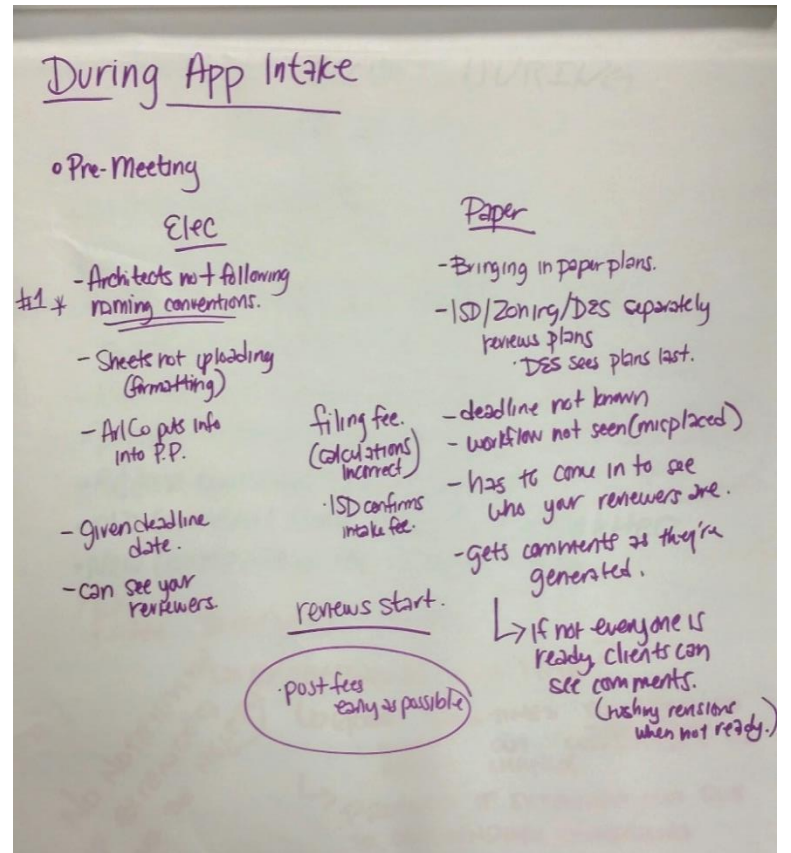 During App Intake
• Pre-Meeting
Elec
#1 * - Architects not following
naming conventions.
- Sheets not uploading
(formatting)
- ArlCo puts info
into P.P.
- given deadline
date.
- can see your
reviewers.
filing fee.
(calculations
incorrect)
· ISD confirms
intake fee.
reviews start.
· post fees
early as possible
Paper
- Bringing in paper plans.
- ISD/Zoning/DES separately
reviews plans
· DES sees plans last.
- deadline not known
- workflow not seen (misplaced)
- has to come in to see
who your reviewers are.
- gets comments as they're
generated.
↳ If not everyone is
ready, clients can
see comments.
(rushing revisions
when not ready.)